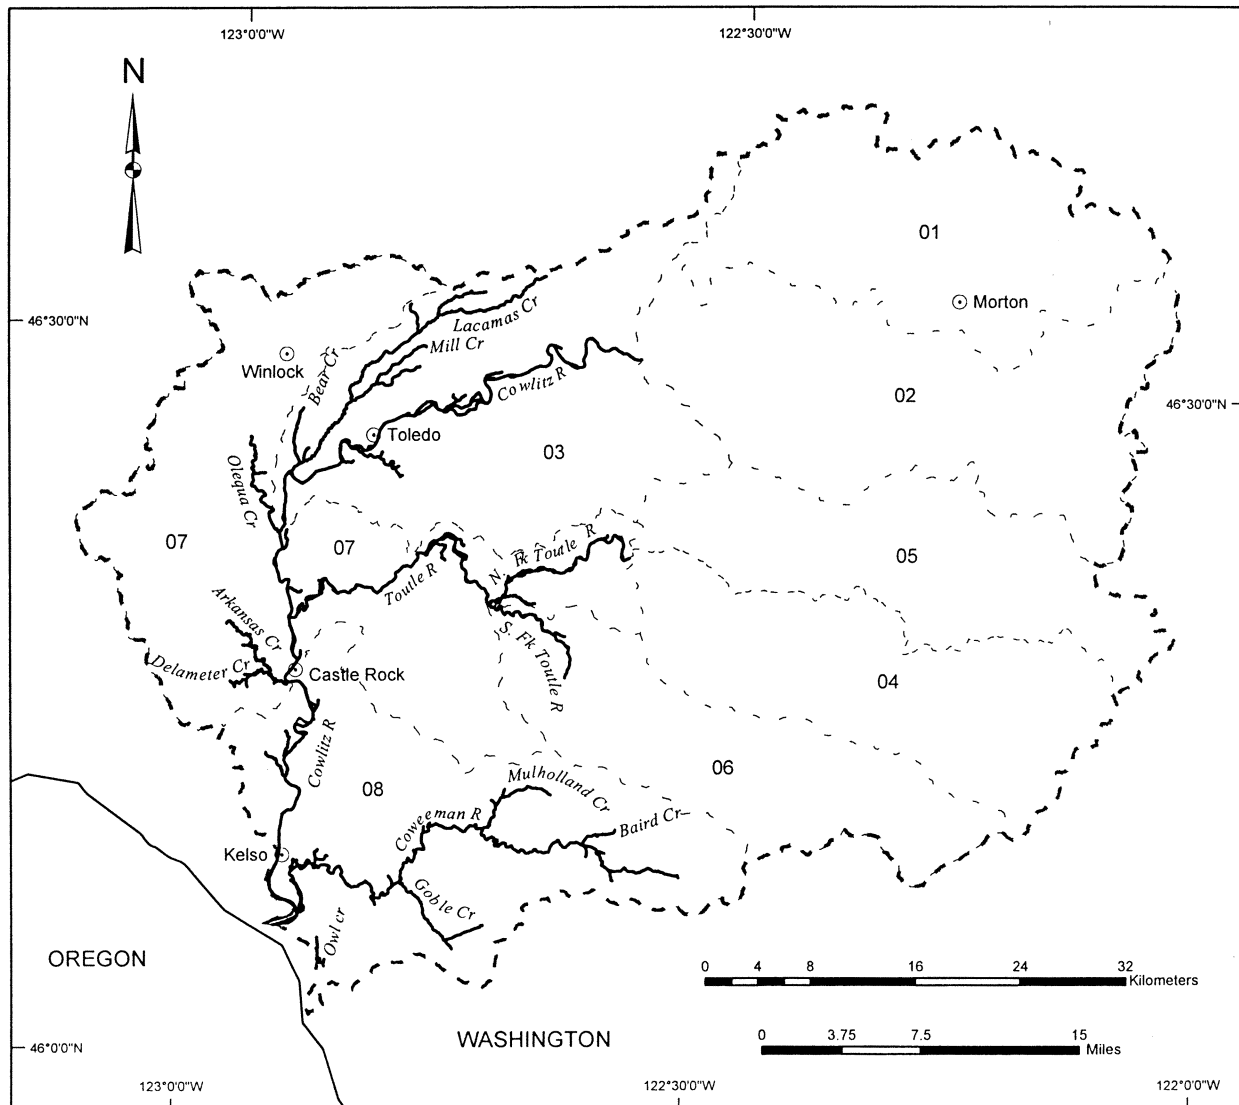 123°0'0"W
122°30'0"W
N
01
46°30'0"N
Morton
Lacamas Cr
Mill Cr
Winlock
Bear Cr
Cowlitz R
02
46°30'0"N
Toledo
03
Olequa Cr
07
07
N. Fk Toutle R
05
Toutle R
Arkansas Cr
S. Fk Toutle R
Delameter Cr
Castle Rock
04
Cowlitz R
06
08
Mulholland Cr
Coweeman R
Baird Cr
Kelso
Goble Cr
Owl cr
OREGON
0 4 8 16 24 32
Kilometers
WASHINGTON
0 3.75 7.5 15
Miles
46°0'0"N
123°0'0"W
122°30'0"W
122°0'0"W